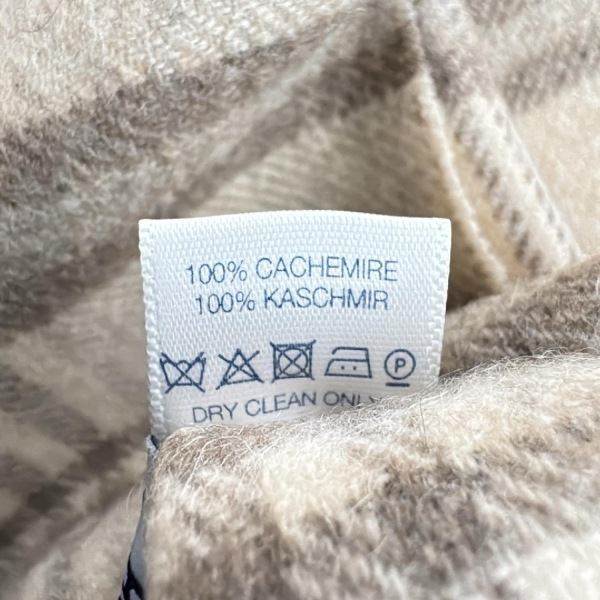 100% CACHEMIRE
100% KASCHMIR
P
DRY CLEAN ONLY